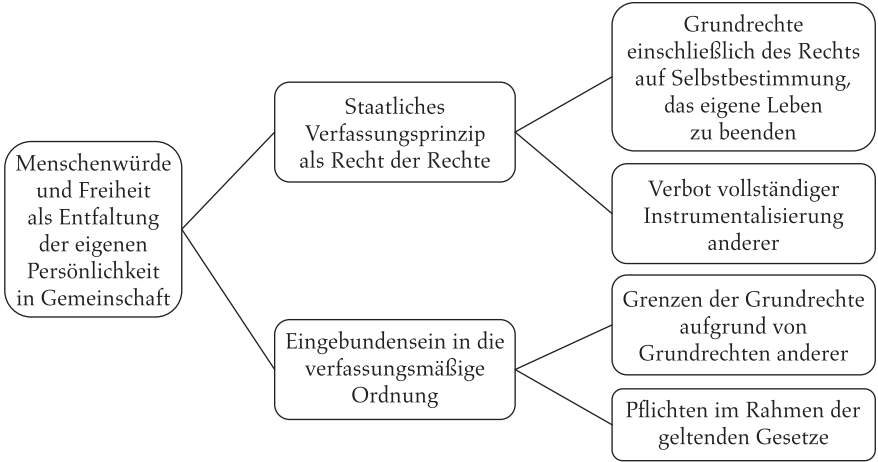 Menschenwürde
und Freiheit
als Entfaltung
der eigenen
Persönlichkeit
in Gemeinschaft
Staatliches
Verfassungsprinzip
als Recht der Rechte
Eingebundensein in die
verfassungsmäßige
Ordnung
Grundrechte
einschließlich des Rechts
auf Selbstbestimmung,
das eigene Leben
zu beenden
Verbot vollständiger
Instrumentalisierung
anderer
Grenzen der Grundrechte
aufgrund von
Grundrechten anderer
Pflichten im Rahmen der
geltenden Gesetze